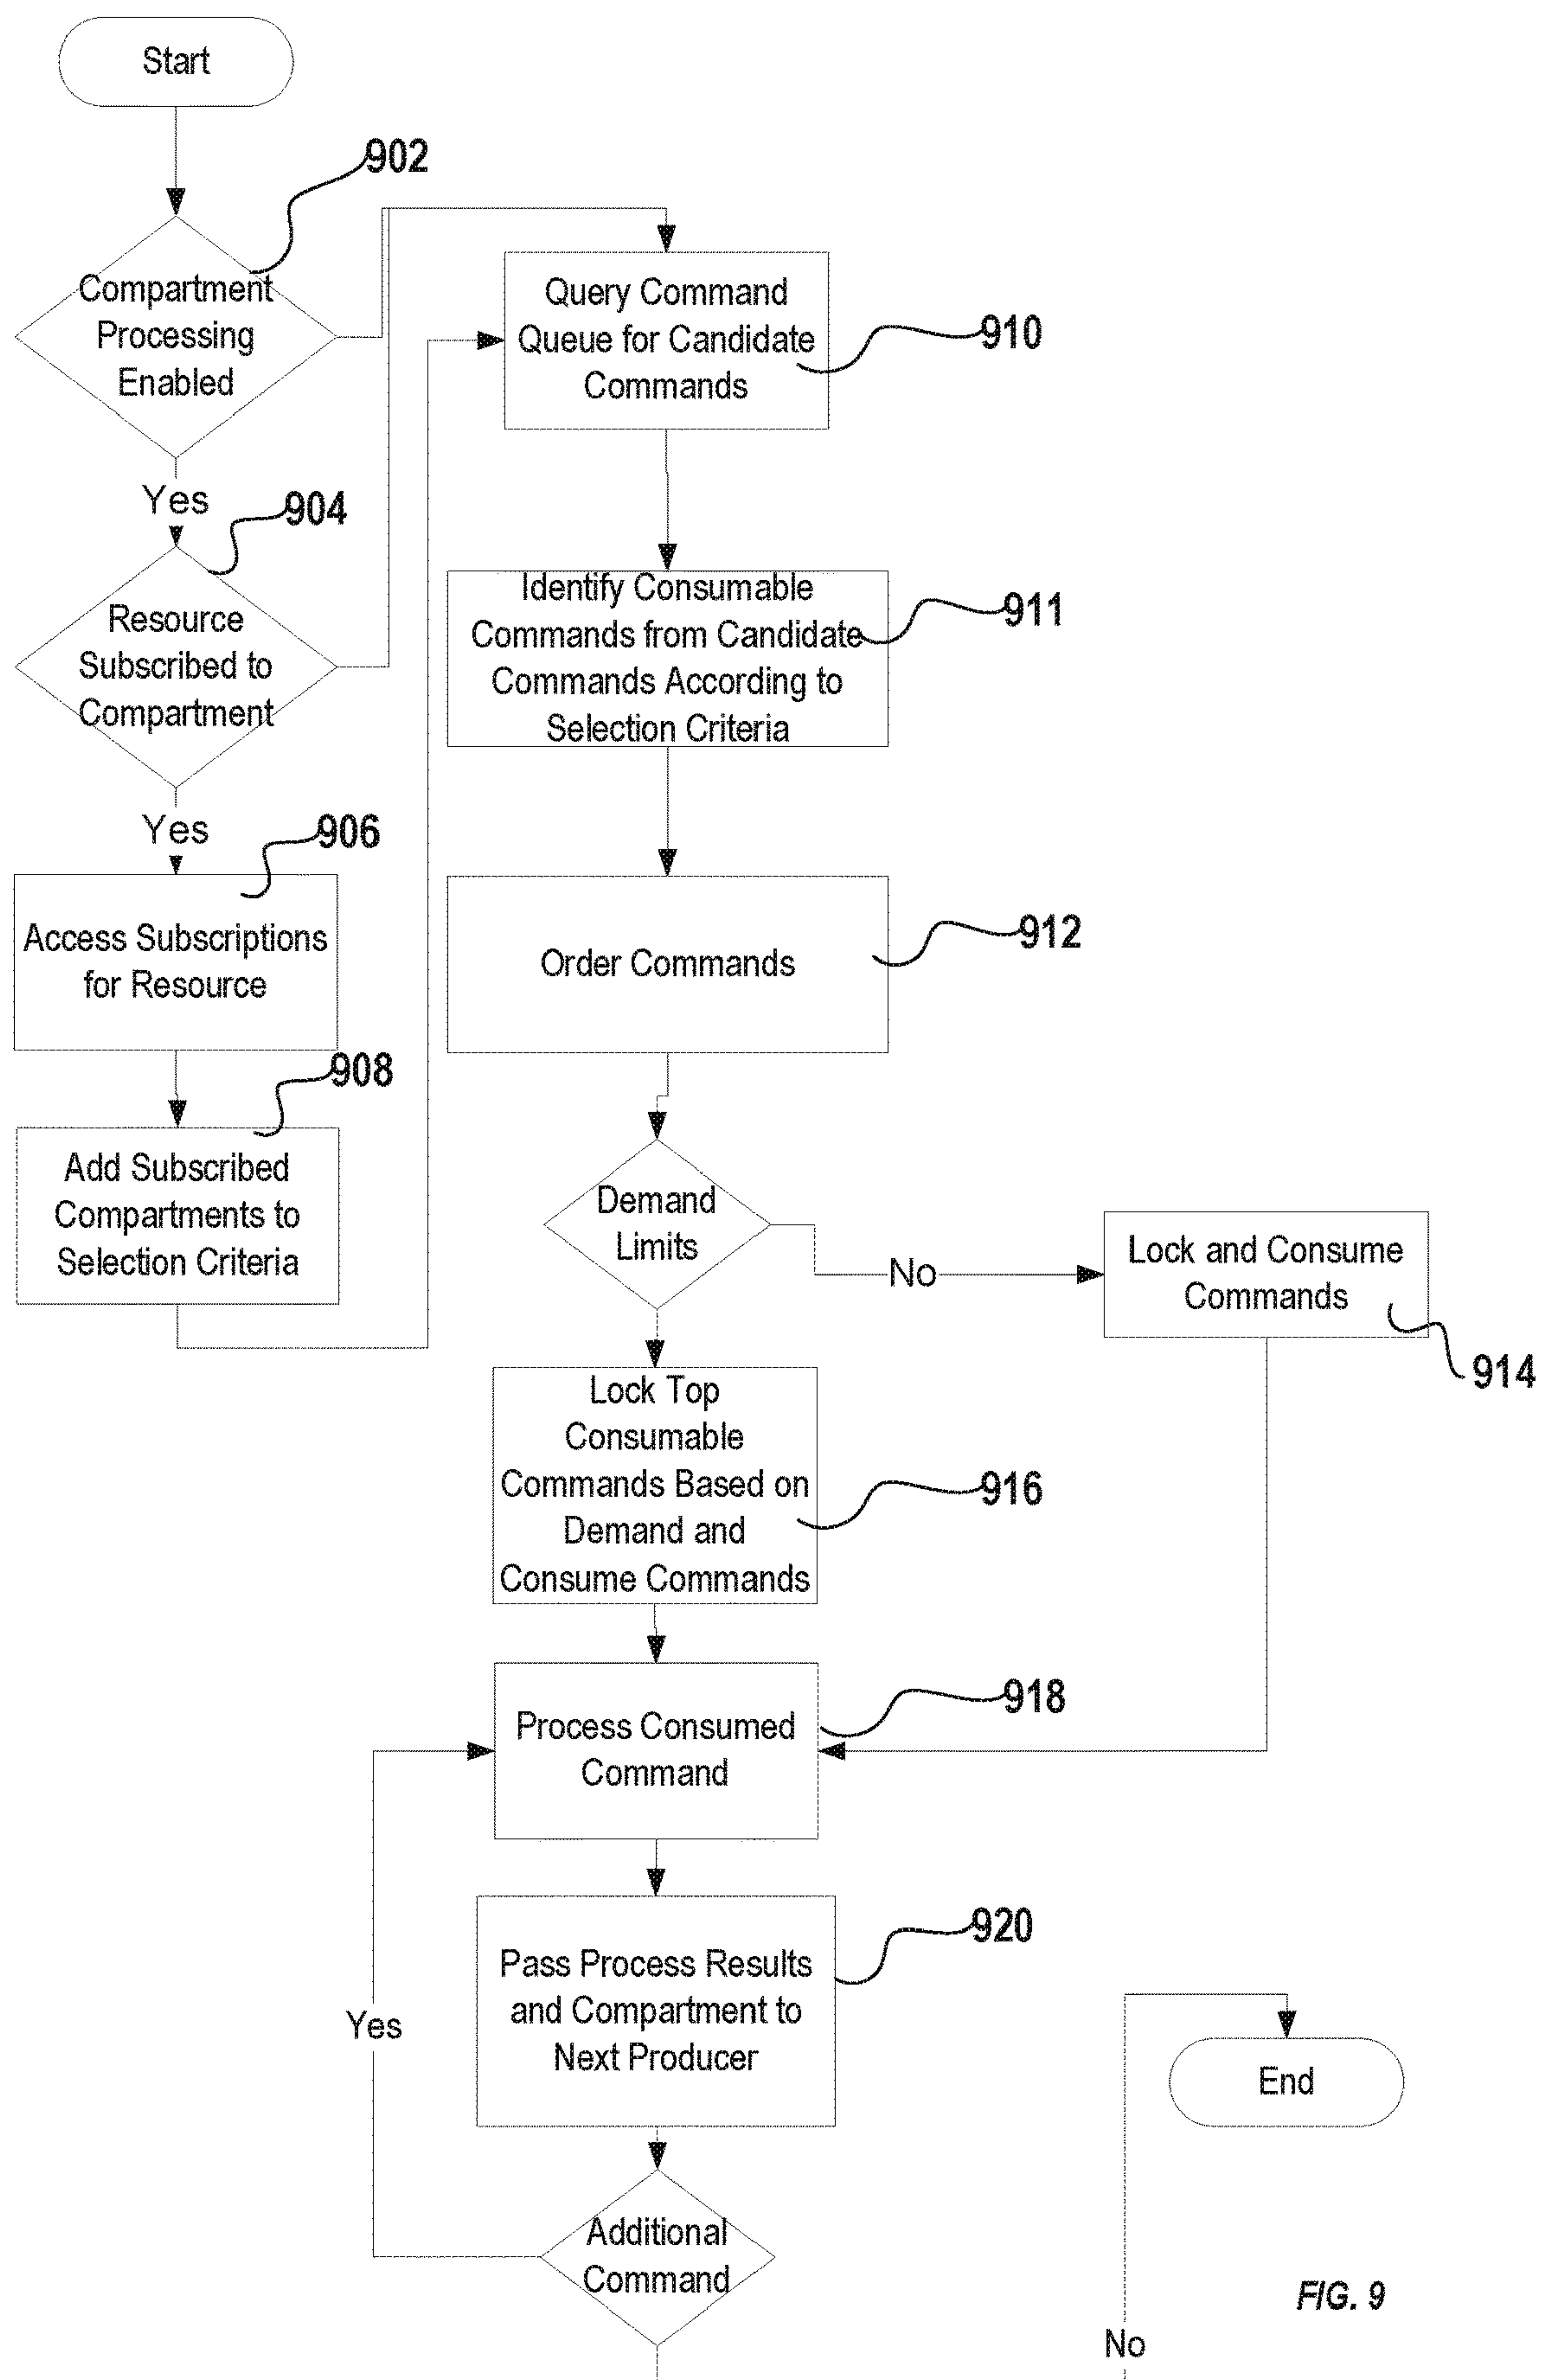 Start
902
Compartment
Processing
Enabled
Yes
904
Resource
Subscribed to
Compartment
Yes
906
Access Subscriptions
for Resource
908
Add Subscribed
Compartments to
Selection Criteria
Query Command
Queue for Candidate
Commands
910
Identify Consumable
Commands from Candidate
Commands According to
Selection Criteria
911
Order Commands
912
Demand
Limits
No
Lock and Consume
Commands
914
Lock Top
Consumable
Commands Based on
Demand and
Consume Commands
916
Process Consumed
Command
918
Pass Process Results
and Compartment to
Next Producer
920
Yes
Additional
Command
No
End
FIG. 9